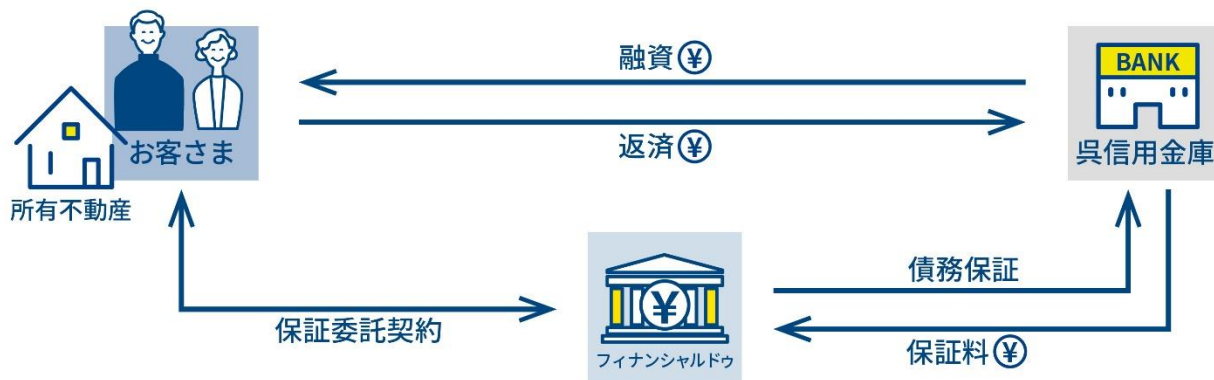 融資¥
BANK
返済¥
お客さま
呉信用金庫
所有不動産
債務保証
¥
保証委託契約
フィナンシャルドゥ
保証料¥